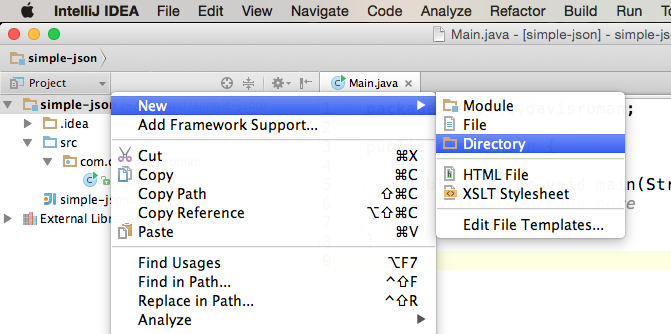 IntelliJ IDEA File Edit View Navigate Code Analyze Refactor Build Run To
Main.java - [simple-json] - simple-js
simple-json
Project
Main.java
simple-json
.idea
src
com.d
simple-js
External Libr
New
Add Framework Support...
Cut ⌘X
Copy ⌘C
Copy Path ⇧⌘C
Copy Reference ⌥⇧⌘C
Paste ⌘V
Find Usages ⌥F7
Find in Path... ^⇧F
Replace in Path... ^⇧R
Analyze
Module
File
Directory
HTML File
XSLT Stylesheet
Edit File Templates...
davisroman;
main(Str
9